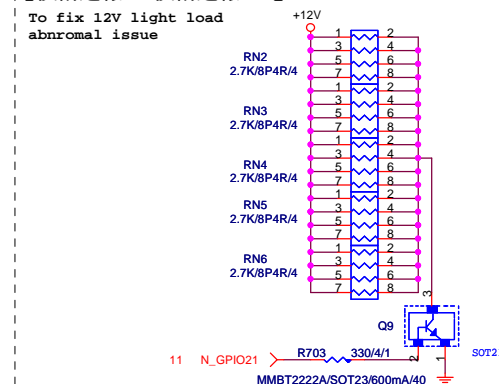 To fix 12V light load
abnromal issue
+12V
1 2
3 4
RN2
5 6
2.7K/8P4R/4
7 8
1 2
3 4
RN3
5 6
2.7K/8P4R/4
7 8
1 2
3 4
RN4
5 6
2.7K/8P4R/4
7 8
1 2
3 4
RN5
5 6
2.7K/8P4R/4
7 8
1 2
3 4
RN6
5 6
2.7K/8P4R/4
7 8
3
Q9
SOT2
11 N_GPIO21 R703 330/4/1 2 1
MMBT2222A/SOT23/600mA/40